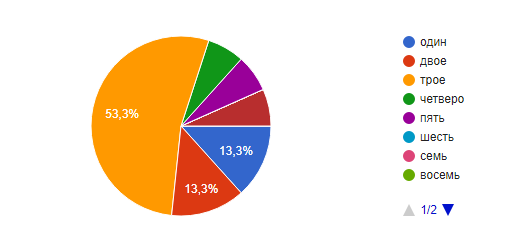 один
двое
трое
четверо
пять
шесть
семь
восемь
1/2
53,3%
13,3%
13,3%